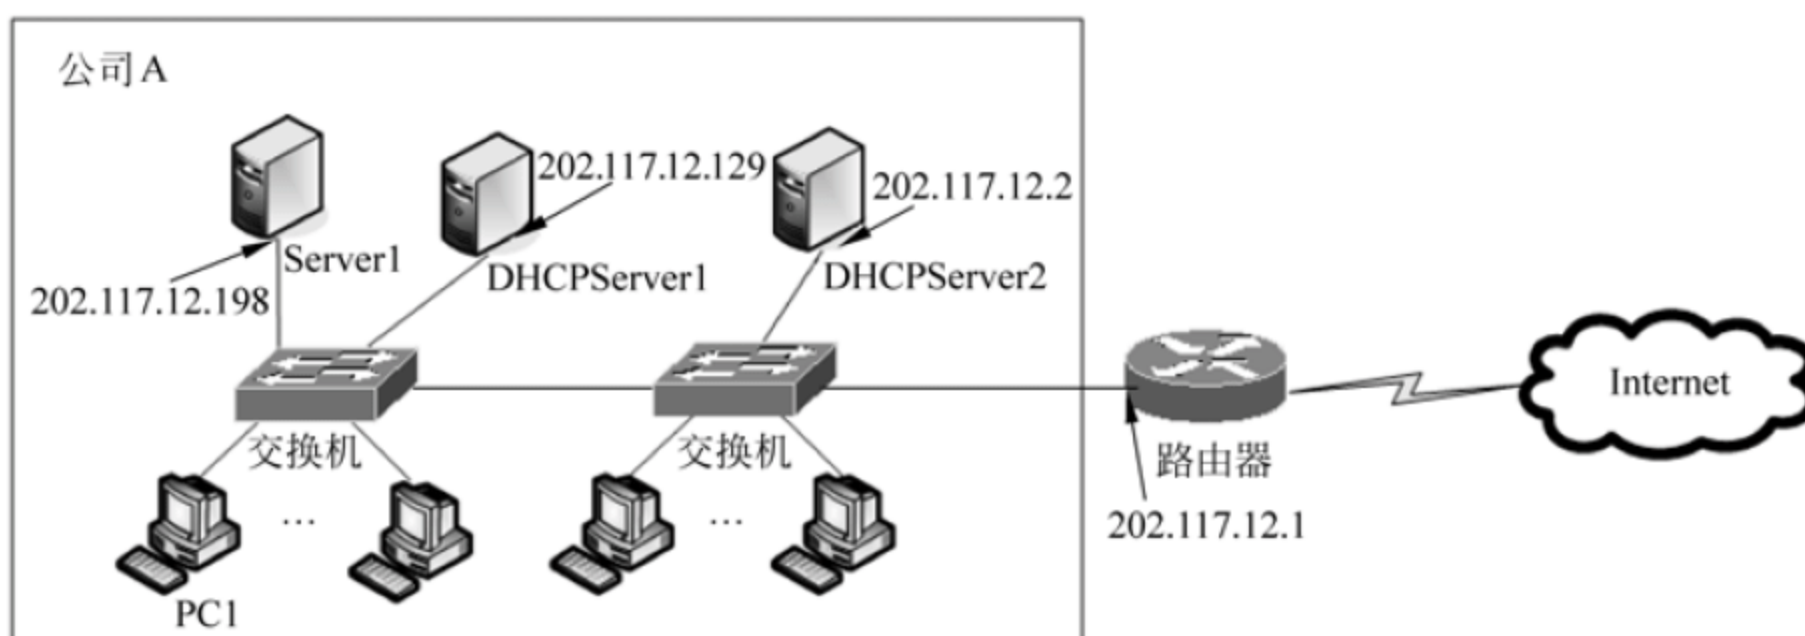 公司A
202.117.12.129
202.117.12.2
Server1
DHCPServer1
DHCPServer2
202.117.12.198
Internet
交换机
交换机
路由器
...
...
202.117.12.1
PC1